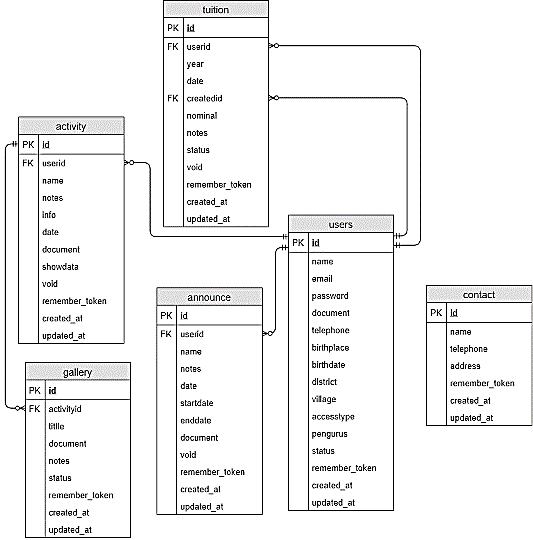 tuition
PK id
FK userid
year
date
FK createdid
nominal
notes
status
void
remember_token
created_at
updated_at
activity
PK id
FK userid
name
notes
info
date
document
showdata
void
remember_token
created_at
updated_at
users
PK id
name
email
password
document
telephone
birthplace
birthdate
district
village
accesstype
pengurus
status
remember_token
created_at
updated_at
announce
PK id
FK userid
name
notes
date
startdate
enddate
document
void
remember_token
created_at
updated_at
contact
PK id
name
telephone
address
remember_token
created_at
updated_at
gallery
PK id
FK activityid
tittle
document
notes
status
remember_token
created_at
updated_at